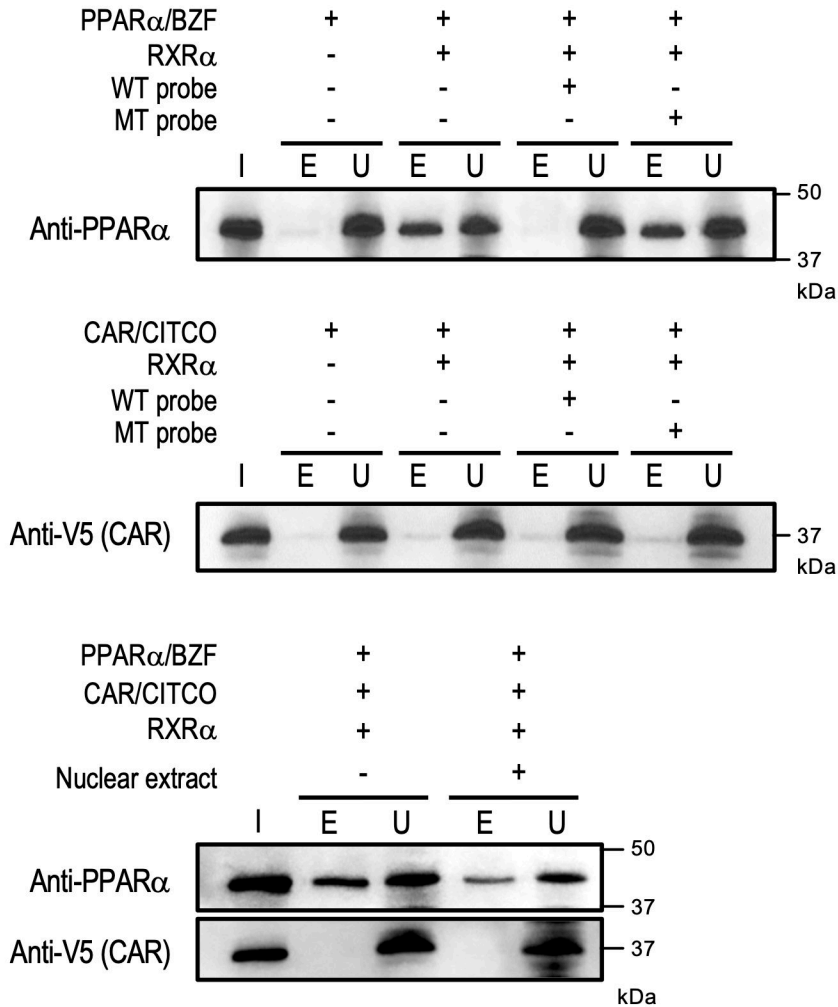 PPARα/BZF + + + +
RXRα - + + +
WT probe - - + -
MT probe - - - +
I E U E U E U E U
50
Anti-PPARα
37
kDa
CAR/CITCO + + + +
RXRα - + + +
WT probe - - + -
MT probe - - - +
I E U E U E U E U
Anti-V5 (CAR) 37
kDa
PPARα/BZF + +
CAR/CITCO + +
RXRα + +
Nuclear extract - +
I E U E U
50
Anti-PPARα
37
Anti-V5 (CAR) 37
kDa